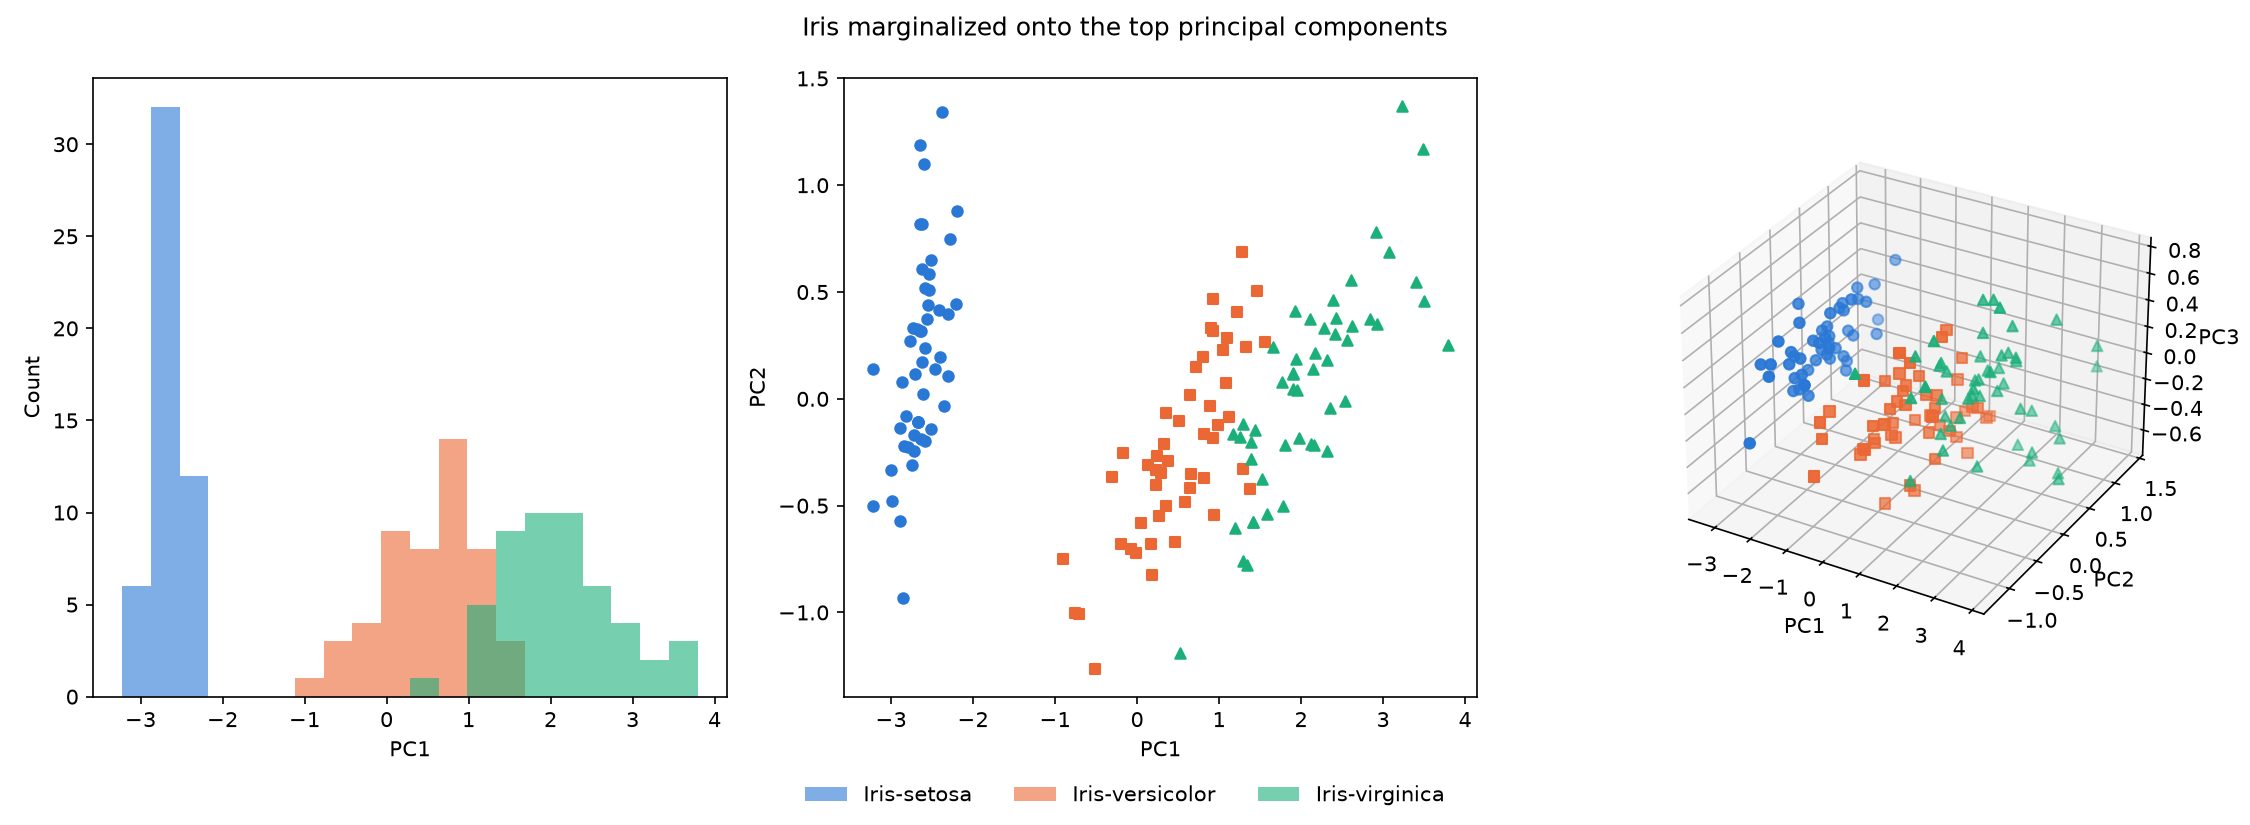 Iris marginalized onto the top principal components
30
25
20
15
10
5
0
Count
−3 −2 −1 0 1 2 3 4
PC1
1.5
1.0
0.5
0.0
−0.5
−1.0
PC2
−3 −2 −1 0 1 2 3 4
PC1
0.8
0.6
0.4
0.2
0.0
−0.2
−0.4
−0.6
PC3
1.5
1.0
0.5
0.0
−0.5
−1.0
PC2
−3 −2 −1 0 1 2 3 4
PC1
Iris-setosa Iris-versicolor Iris-virginica